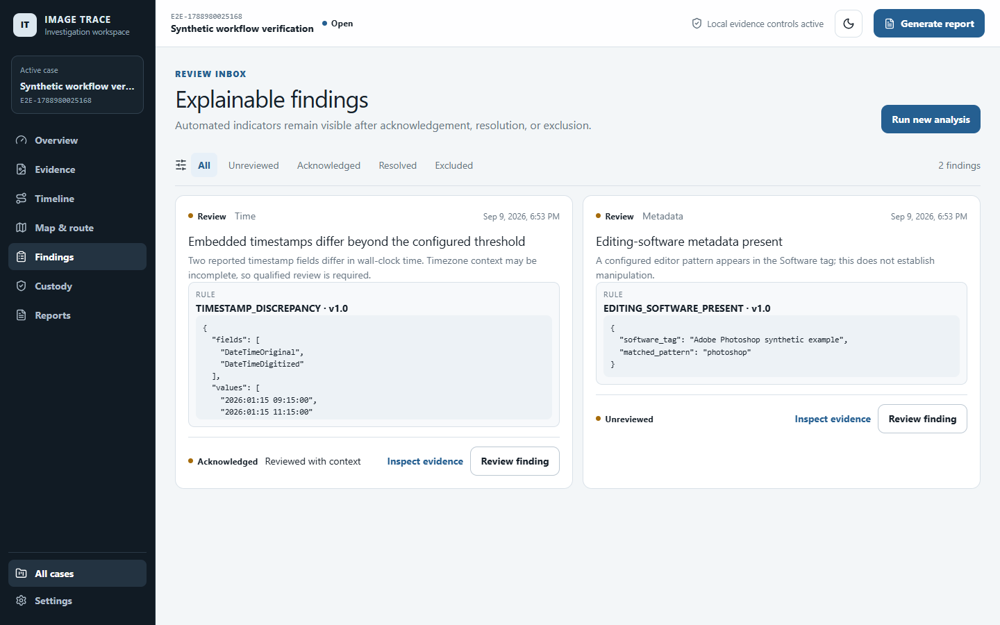 IT
IMAGE TRACE
Investigation workspace
Active case
Synthetic workflow ver...
E2E-1788980025168
Overview
Evidence
Timeline
Map & route
Findings
Custody
Reports
All cases
Settings
E2E-1788980025168
Synthetic workflow verification
Open
Local evidence controls active
Generate report
REVIEW INBOX
Explainable findings
Automated indicators remain visible after acknowledgement, resolution, or exclusion.
Run new analysis
All Unreviewed Acknowledged Resolved Excluded
2 findings
Review Time Sep 9, 2026, 6:53 PM
Embedded timestamps differ beyond the configured threshold
Two reported timestamp fields differ in wall-clock time. Timezone context may be
incomplete, so qualified review is required.
RULE
TIMESTAMP_DISCREPANCY · v1.0
{
"fields": [
"DateTimeOriginal",
"DateTimeDigitized"
],
"values": [
"2026:01:15 09:15:00",
"2026:01:15 11:15:00"
Acknowledged Reviewed with context Inspect evidence Review finding
Review Metadata Sep 9, 2026, 6:53 PM
Editing-software metadata present
A configured editor pattern appears in the Software tag; this does not establish
manipulation.
RULE
EDITING_SOFTWARE_PRESENT · v1.0
{
"software_tag": "Adobe Photoshop synthetic example",
"matched_pattern": "photoshop"
}
Unreviewed Inspect evidence Review finding